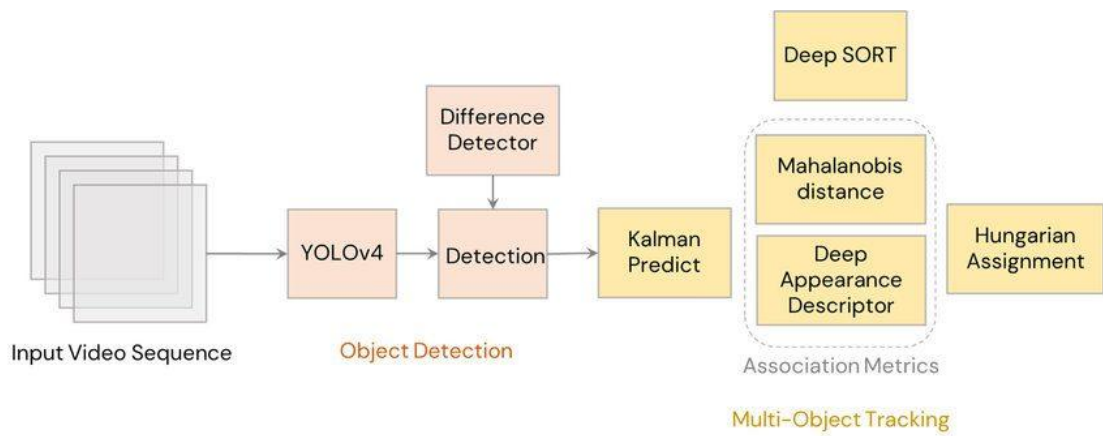 Deep SORT
Difference
Detector
Mahalanobis
distance
YOLOv4
Detection
Kalman
Predict
Deep
Appearance
Descriptor
Hungarian
Assignment
Input Video Sequence
Object Detection
Association Metrics
Multi-Object Tracking